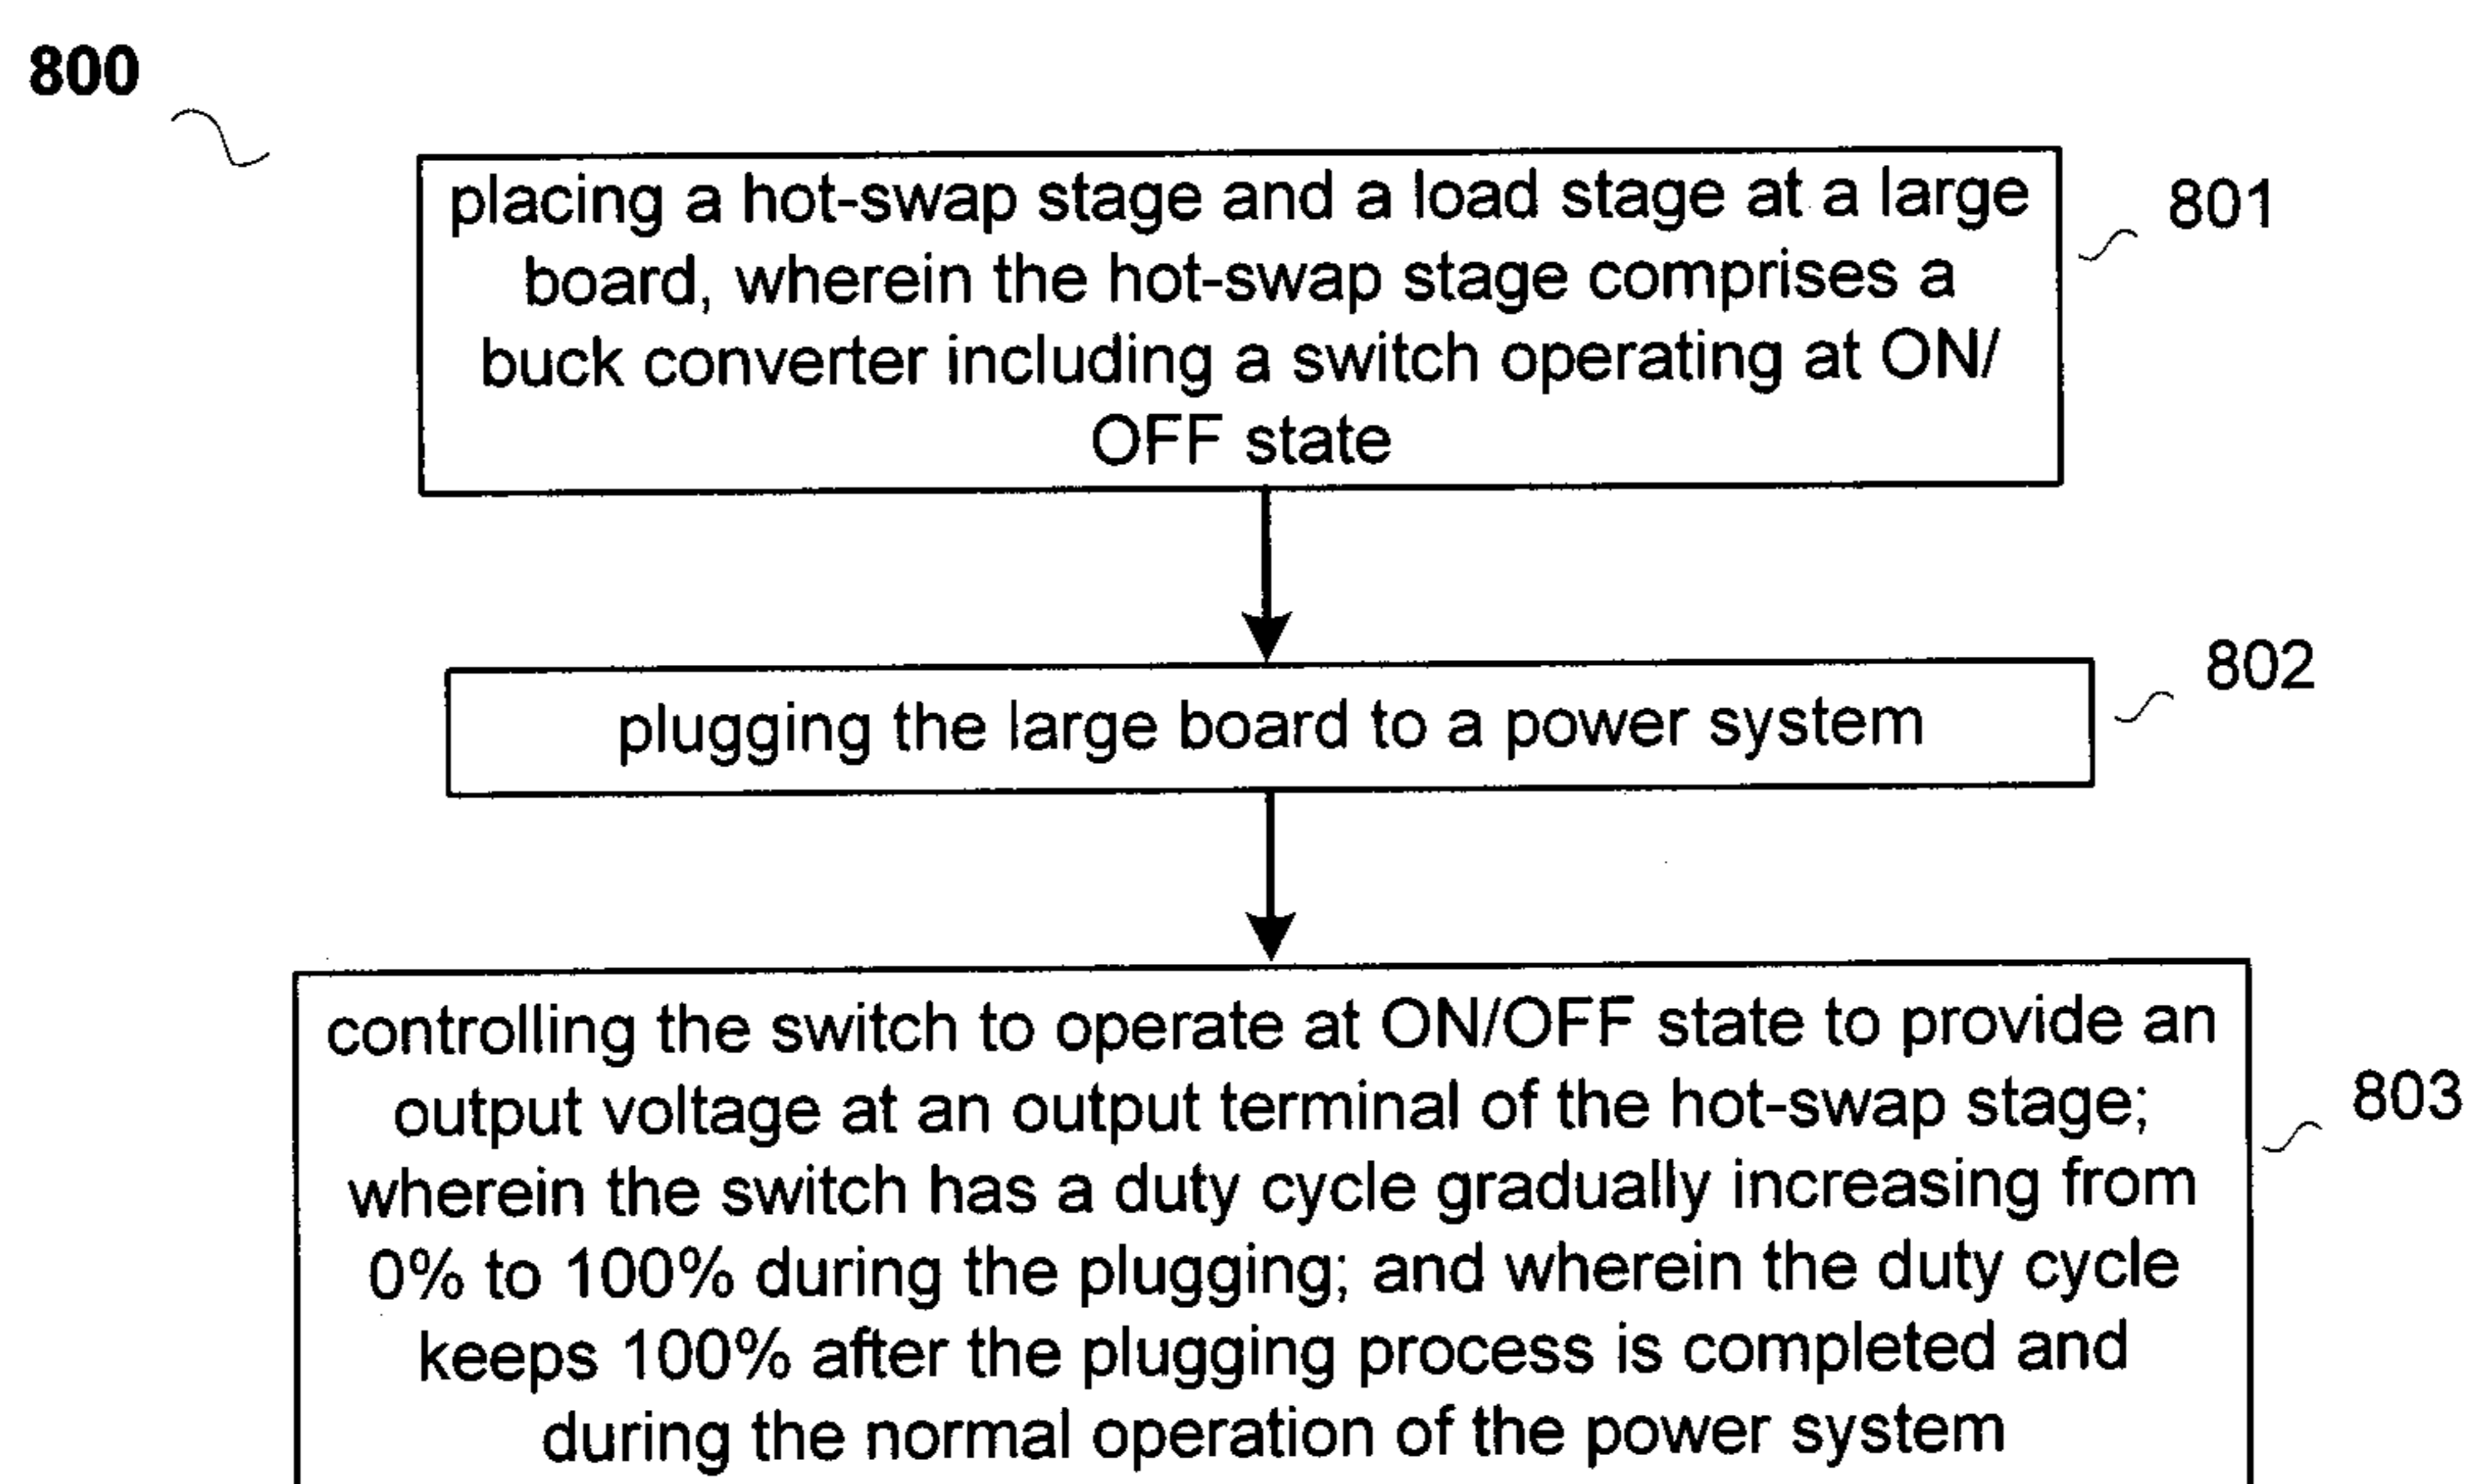 800
placing a hot-swap stage and a load stage at a large
board, wherein the hot-swap stage comprises a
buck converter including a switch operating at ON/
OFF state
801
plugging the large board to a power system
802
controlling the switch to operate at ON/OFF state to provide an
output voltage at an output terminal of the hot-swap stage;
wherein the switch has a duty cycle gradually increasing from
0% to 100% during the plugging; and wherein the duty cycle
keeps 100% after the plugging process is completed and
during the normal operation of the power system
803